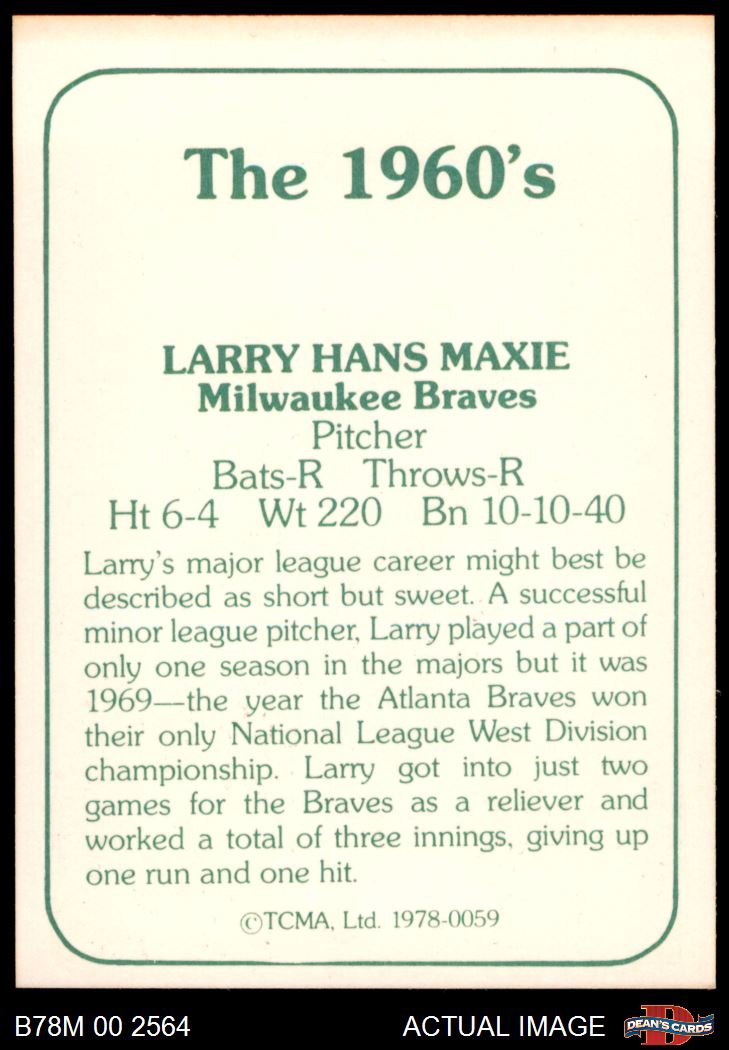 The 1960's
LARRY HANS MAXIE
Milwaukee Braves
Pitcher
Bats-R Throws-R
Ht 6-4 Wt 220 Bn 10-10-40
Larry's major league career might best be
described as short but sweet. A successful
minor league pitcher, Larry played a part of
only one season in the majors but it was
1969—the year the Atlanta Braves won
their only National League West Division
championship. Larry got into just two
games for the Braves as a reliever and
worked a total of three innings, giving up
one run and one hit.
©TCMA, Ltd. 1978-0059
B78M 00 2564 ACTUAL IMAGE D DEAN'S CARDS